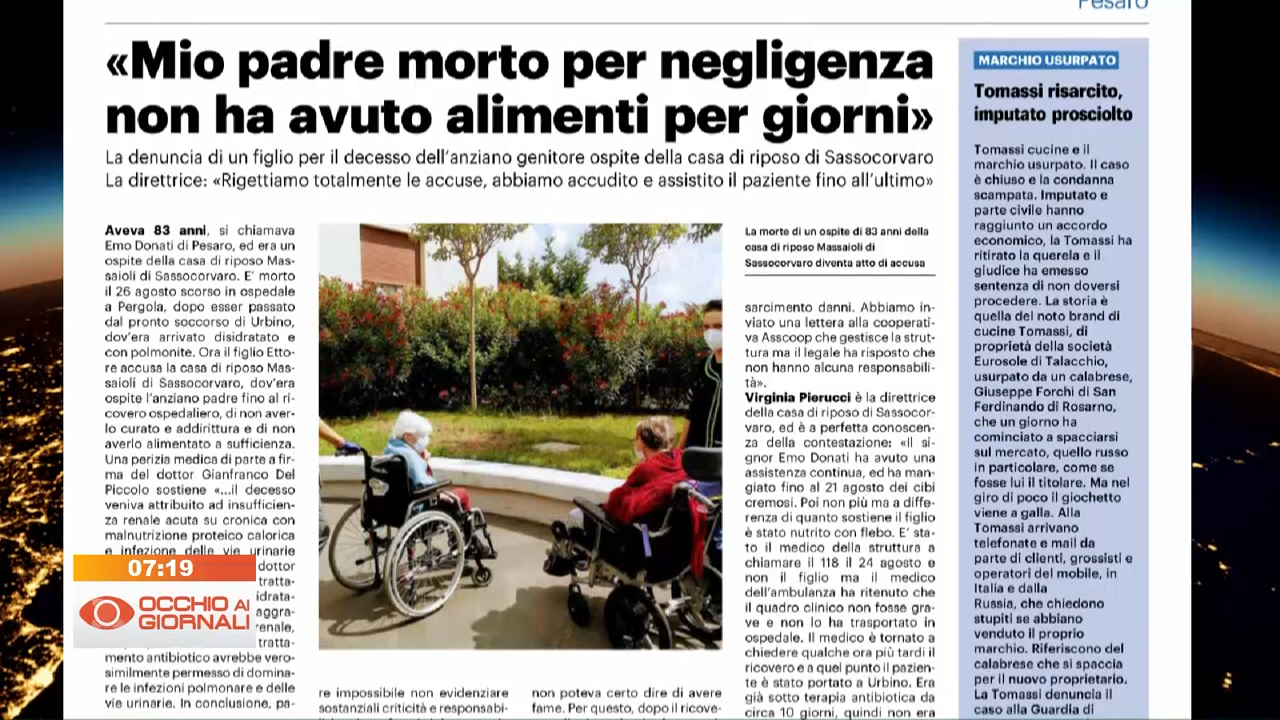 Pesaro
«Mio padre morto per negligenza
non ha avuto alimenti per giorni»
La denuncia di un figlio per il decesso dell'anziano genitore ospite della casa di riposo di Sassocorvaro
La direttrice: «Rigettiamo totalmente le accuse, abbiamo accudito e assistito il paziente fino all'ultimo»
Aveva 83 anni, si chiamava
Emo Donati di Pesaro, ed era un
ospite della casa di riposo Mas-
saioli di Sassocorvaro. E' morto
il 26 agosto scorso in ospedale
a Pergola, dopo esser passato
dal pronto soccorso di Urbino,
dov'era arrivato disidratato e
con polmonite. Ora il figlio Etto-
re accusa la casa di riposo Mas-
saioli di Sassocorvaro, dov'era
ospite l'anziano padre fino al ri-
covero ospedaliero, di non aver-
lo curato e addirittura e di non
averlo alimentato a sufficienza.
Una perizia medica di parte a fir-
ma del dottor Gianfranco Del
Piccolo sostiene «...il decesso
veniva attribuito ad insufficien-
za renale acuta su cronica con
malnutrizione proteico calorica
e infezione delle vie urinarie
dottor
tratta-
idrata-
aggra-
renale,
tratta-
mento antibiotico avrebbe vero-
similmente permesso di domina-
re le infezioni polmonare e delle
vie urinarie. In conclusione, pa-
07:19
OCCHIO AI
GIORNALI
re impossibile non evidenziare
sostanziali criticità e responsabi-
non poteva certo dire di avere
fame. Per questo, dopo il ricove-
La morte di un ospite di 83 anni della
casa di riposo Massaioli di
Sassocorvaro diventa atto di accusa
sarcimento danni. Abbiamo in-
viato una lettera alla cooperati-
va Asscoop che gestisce la strut-
tura ma il legale ha risposto che
non hanno alcuna responsabili-
tà».
Virginia Pierucci è la direttrice
della casa di riposo di Sassocor-
varo, ed è a perfetta conoscen-
za della contestazione: «Il si-
gnor Emo Donati ha avuto una
assistenza continua, ed ha man-
giato fino al 21 agosto dei cibi
cremosi. Poi non più ma a diffe-
renza di quanto sostiene il figlio
è stato nutrito con flebo. E' sta-
to il medico della struttura a
chiamare il 118 il 24 agosto e
non il figlio ma il medico
dell'ambulanza ha ritenuto che
il quadro clinico non fosse gra-
ve e non lo ha trasportato in
ospedale. Il medico è tornato a
chiedere qualche ora più tardi il
ricovero e a quel punto il pazien-
te è stato portato a Urbino. Era
già sotto terapia antibiotica da
circa 10 giorni, quindi non era
MARCHIO USURPATO
Tomassi risarcito,
imputato prosciolto
Tomassi cucine e il
marchio usurpato. Il caso
è chiuso e la condanna
scampata. Imputato e
parte civile hanno
raggiunto un accordo
economico, la Tomassi ha
ritirato la querela e il
giudice ha emesso
sentenza di non doversi
procedere. La storia è
quella del noto brand di
cucine Tomassi, di
proprietà della società
Eurosole di Talacchio,
usurpato da un calabrese,
Giuseppe Forchì di San
Ferdinando di Rosarno,
che un giorno ha
cominciato a spacciarsi
sul mercato, quello russo
in particolare, come se
fosse lui il titolare. Ma nel
giro di poco il giochetto
viene a galla. Alla
Tomassi arrivano
telefonate e mail da
parte di clienti, grossisti e
operatori del mobile, in
Italia e dalla
Russia, che chiedono
stupiti se abbiano
venduto il proprio
marchio. Riferiscono del
calabrese che si spaccia
per il nuovo proprietario.
La Tomassi denuncia il
caso alla Guardia di